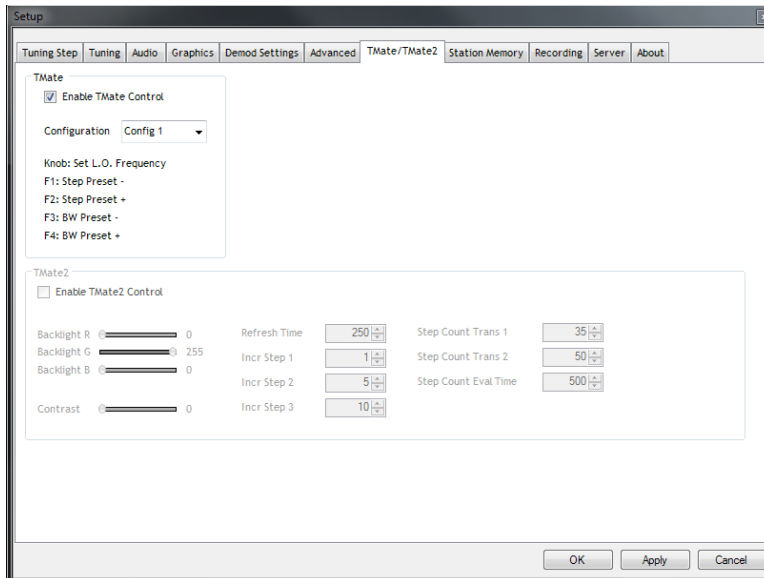 Setup
Tuning Step Tuning Audio Graphics Demod Settings Advanced TMate/TMate2 Station Memory Recording Server About
TMate
Enable TMate Control
Configuration Config 1
Knob: Set L.O. Frequency
F1: Step Preset -
F2: Step Preset +
F3: BW Preset -
F4: BW Preset +
TMate2
Enable TMate2 Control
Backlight R 0 Refresh Time 250 Step Count Trans 1 35
Backlight G 255 Incr Step 1 1 Step Count Trans 2 50
Backlight B 0 Incr Step 2 5 Step Count Eval Time 500
Contrast 0 Incr Step 3 10
OK Apply Cancel